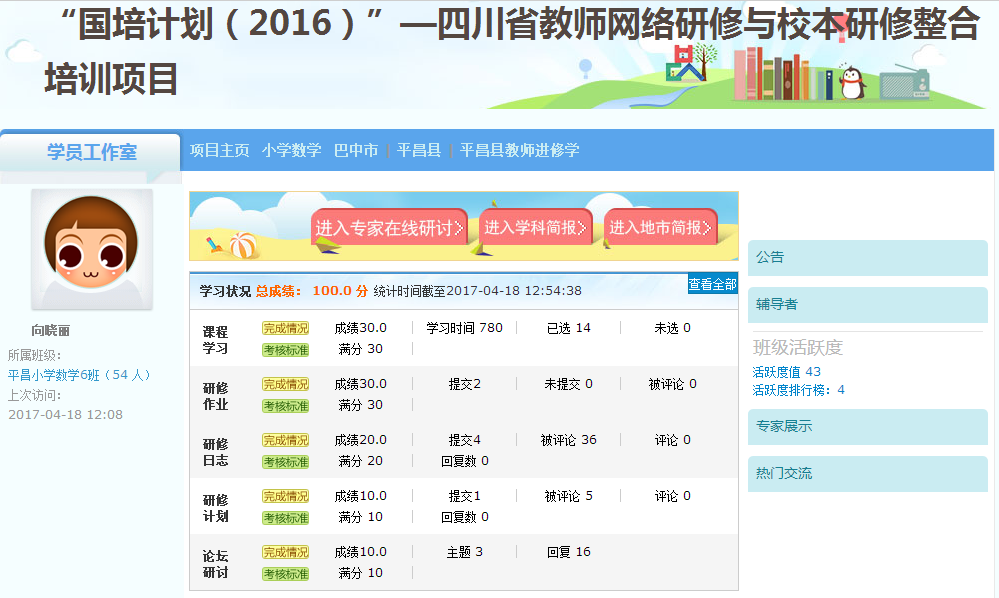 “国培计划（2016）”—四川省教师网络研修与校本研修整合
培训项目
学员工作室
项目主页 小学数学 巴中市 | 平昌县 | 平昌县教师进修学
进入专家在线研讨> 进入学科简报> 进入地市简报>
向晓丽
所属班级：
平昌小学数学6班（54 人）
上次访问：
2017-04-18 12:08
学习状况 总成绩： 100.0 分 统计时间截至2017-04-18 12:54:38 查看全部
课程学习 完成情况 成绩30.0 学习时间 780 已选 14 未选 0
考核标准 满分 30
研修作业 完成情况 成绩30.0 提交2 未提交 0 被评论 0
考核标准 满分 30
研修日志 完成情况 成绩20.0 提交4 被评论 36 评论 0
考核标准 满分 20 回复数 0
研修计划 完成情况 成绩10.0 提交1 被评论 5 评论 0
考核标准 满分 10 回复数 0
论坛研讨 完成情况 成绩10.0 主题 3 回复 16
考核标准 满分 10
公告
辅导者
班级活跃度
活跃度值 43
活跃度排行榜：4
专家展示
热门交流